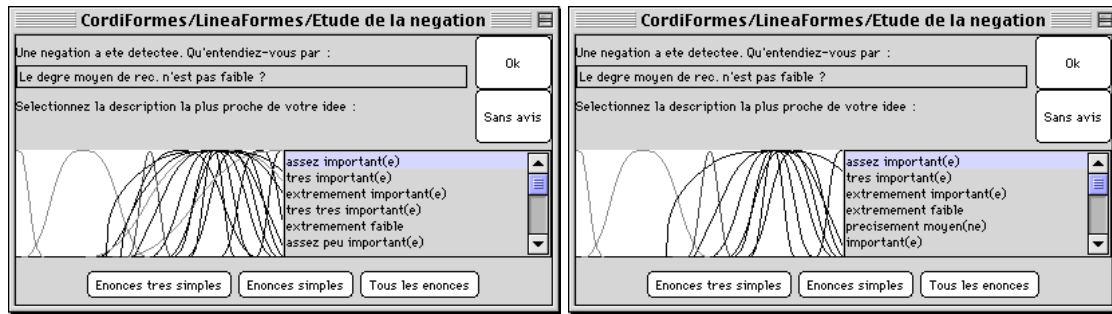 CordiFormes/LineaFormes/Etude de la negation
Une negation a ete detectee. Qu'entendiez-vous par :
Le degre moyen de rec. n'est pas faible ?
Ok
Selectionnez la description la plus proche de votre idee :
Sans avis
assez important(e)
tres important(e)
extremement important(e)
tres tres important(e)
extremement faible
assez peu important(e)
Enonces tres simples
Enonces simples
Tous les enonces
CordiFormes/LineaFormes/Etude de la negation
Une negation a ete detectee. Qu'entendiez-vous par :
Le degre moyen de rec. n'est pas faible ?
Ok
Selectionnez la description la plus proche de votre idee :
Sans avis
assez important(e)
tres important(e)
extremement important(e)
extremement faible
precisement moyen(ne)
important(e)
Enonces tres simples
Enonces simples
Tous les enonces